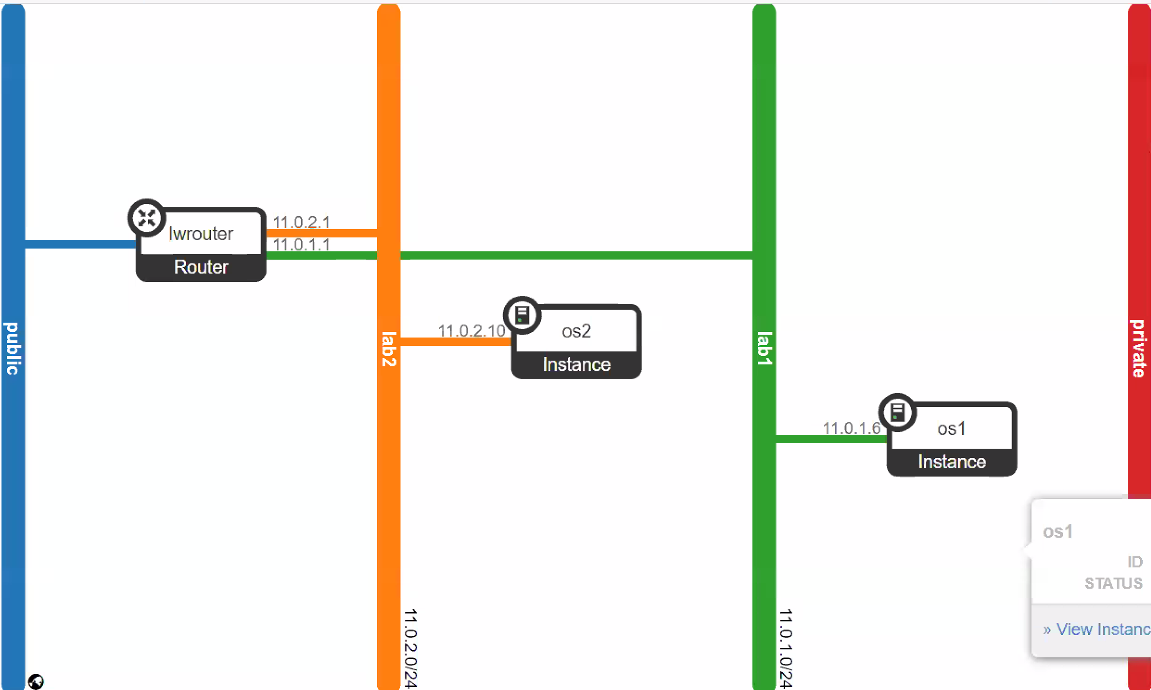 11.0.2.1
lwrouter
11.0.1.1
Router
public
lab2
11.0.2.10
os2
Instance
lab1
private
11.0.1.6
os1
Instance
os1
ID
STATUS
» View Instanc
11.0.2.0/24
11.0.1.0/24